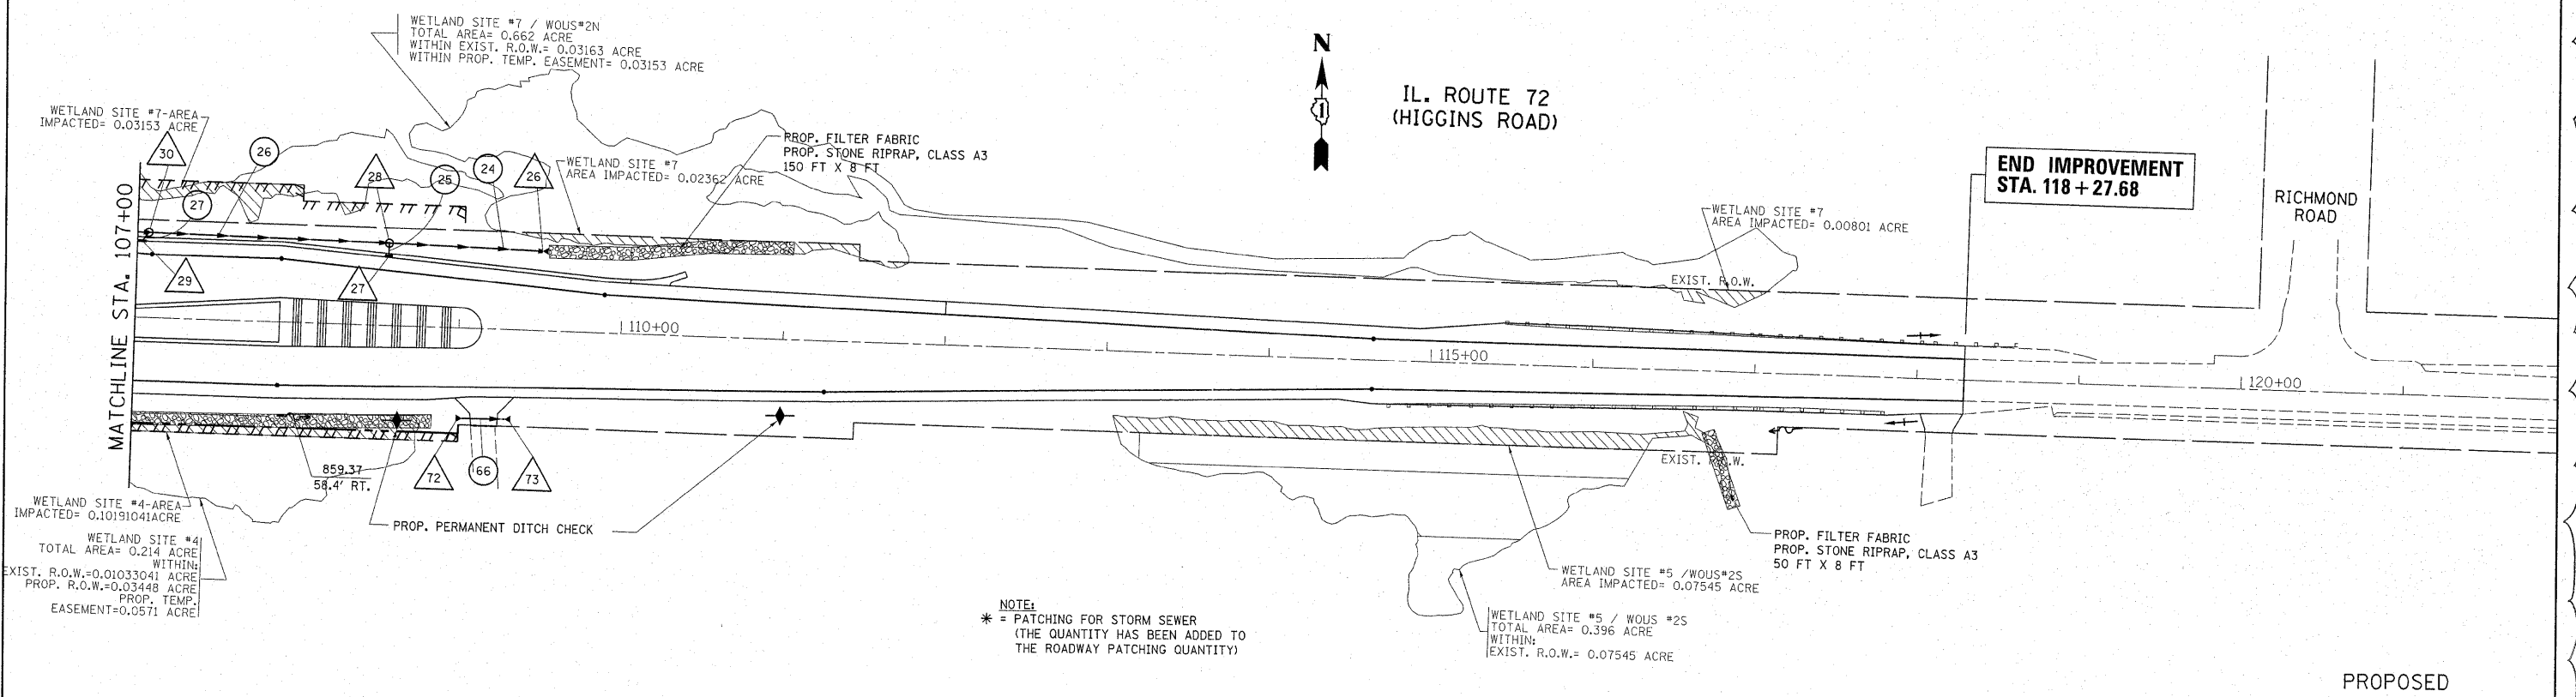 WETLAND SITE #7 / WOUS#2N
TOTAL AREA= 0.662 ACRE
WITHIN EXIST. R.O.W.= 0.03163 ACRE
WITHIN PROP. TEMP. EASEMENT= 0.03153 ACRE
N
IL. ROUTE 72
(HIGGINS ROAD)
WETLAND SITE #7-AREA
IMPACTED= 0.03153 ACRE
PROP. FILTER FABRIC
PROP. STONE RIPRAP, CLASS A3
150 FT X 8 FT
WETLAND SITE #7
AREA IMPACTED= 0.02362 ACRE
30
26
28
25
24
26
27
29
27
END IMPROVEMENT
STA. 118+27.68
RICHMOND
ROAD
WETLAND SITE #7
AREA IMPACTED= 0.00801 ACRE
EXIST. R.O.W.
MATCHLINE STA. 107+00
110+00
115+00
120+00
859.37
58.4' RT.
72
66
73
EXIST. R.O.W.
WETLAND SITE #4-AREA
IMPACTED= 0.10191041ACRE
PROP. PERMANENT DITCH CHECK
WETLAND SITE #4
TOTAL AREA= 0.214 ACRE
WITHIN:
EXIST. R.O.W.=0.01033041 ACRE
PROP. R.O.W.=0.03448 ACRE
PROP. TEMP.
EASEMENT=0.0571 ACRE
PROP. FILTER FABRIC
PROP. STONE RIPRAP, CLASS A3
50 FT X 8 FT
WETLAND SITE #5 /WOUS#2S
AREA IMPACTED= 0.07545 ACRE
NOTE:
* = PATCHING FOR STORM SEWER
(THE QUANTITY HAS BEEN ADDED TO
THE ROADWAY PATCHING QUANTITY)
WETLAND SITE #5 / WOUS #2S
TOTAL AREA= 0.396 ACRE
WITHIN:
EXIST. R.O.W.= 0.07545 ACRE
PROPOSED